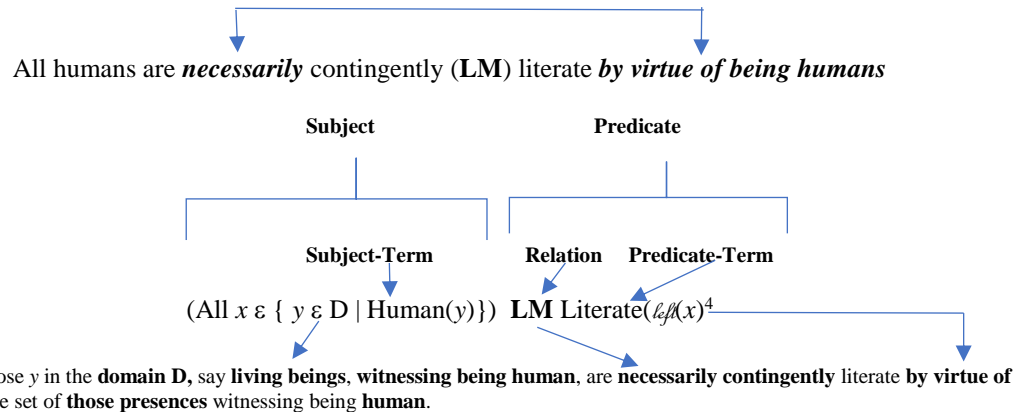 All humans are necessarily contingently (LM) literate by virtue of being humans
Subject Predicate
Subject-Term Relation Predicate-Term
(All x ε { y ε D | Human(y)}) LM Literate(left(x)4
ose y in the domain D, say living beings, witnessing being human, are necessarily contingently literate by virtue of
e set of those presences witnessing being human.